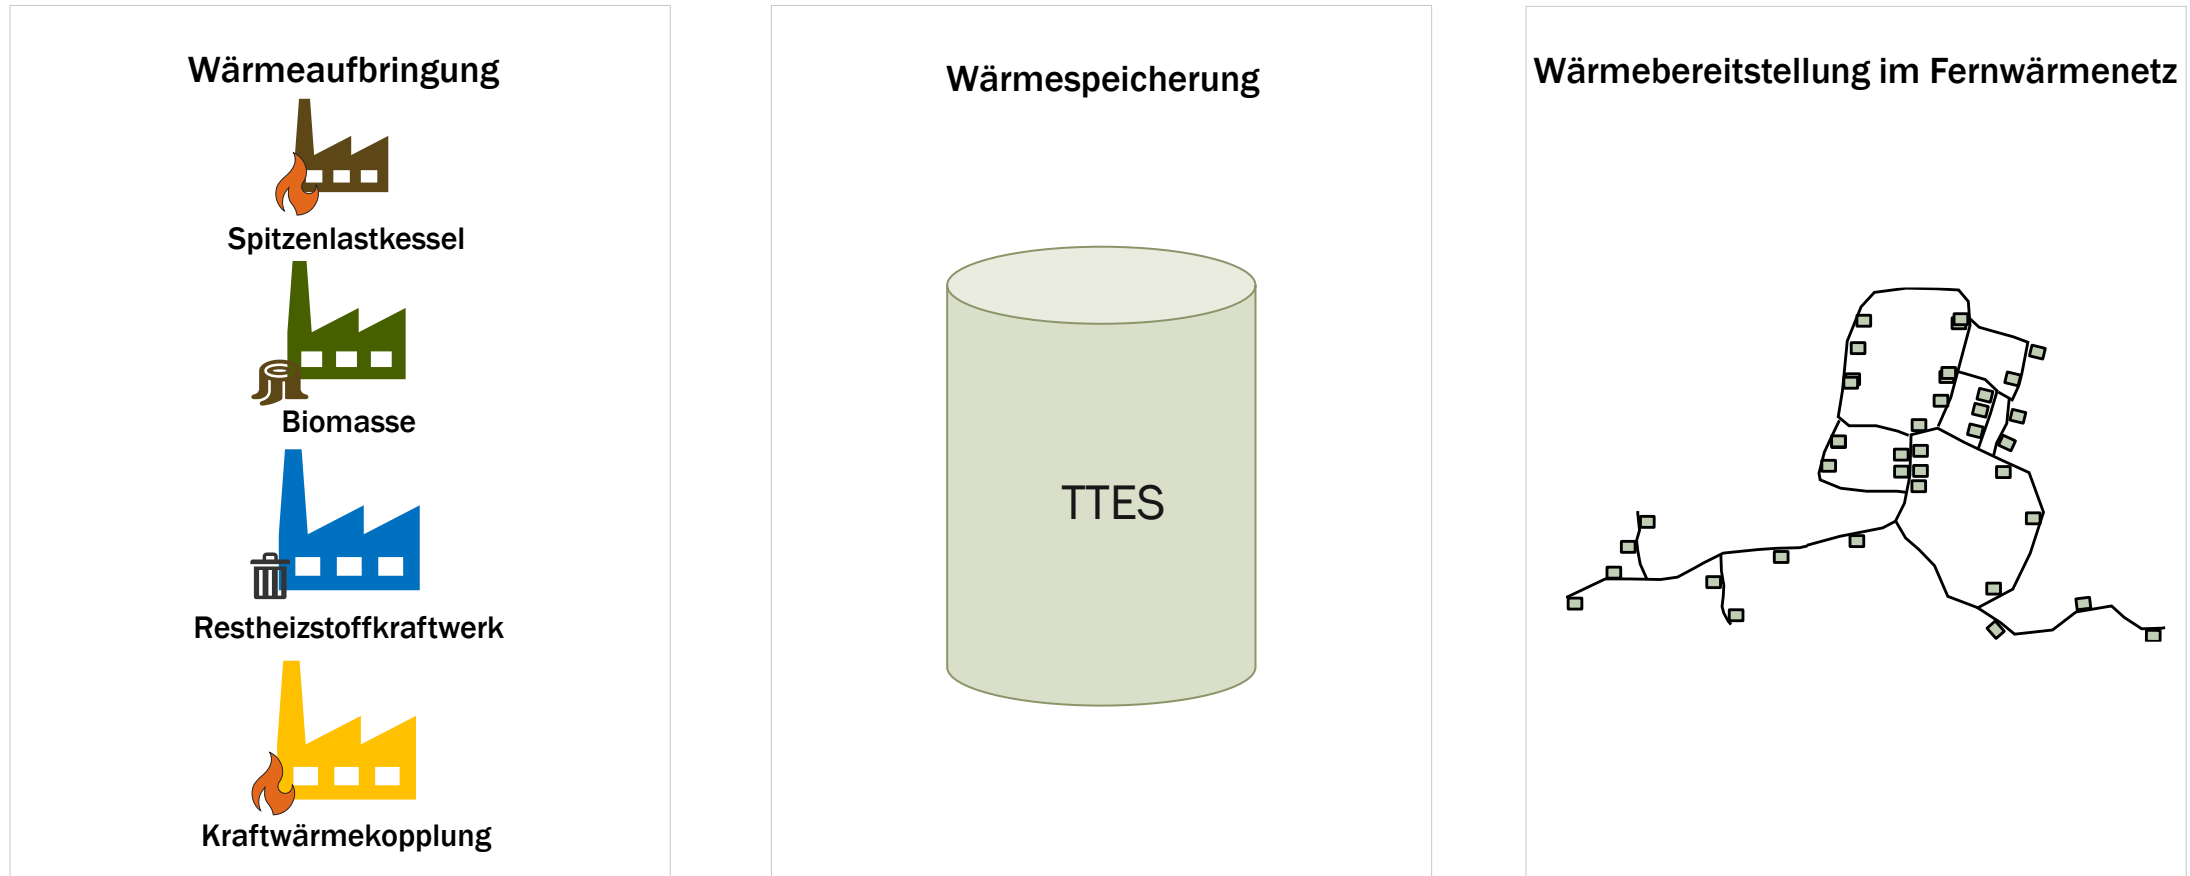 Wärmeaufbringung
Spitzenlastkessel
Biomasse
Restheizstoffkraftwerk
Kraftwärmekopplung
Wärmespeicherung
TTES
Wärmebereitstellung im Fernwärmenetz